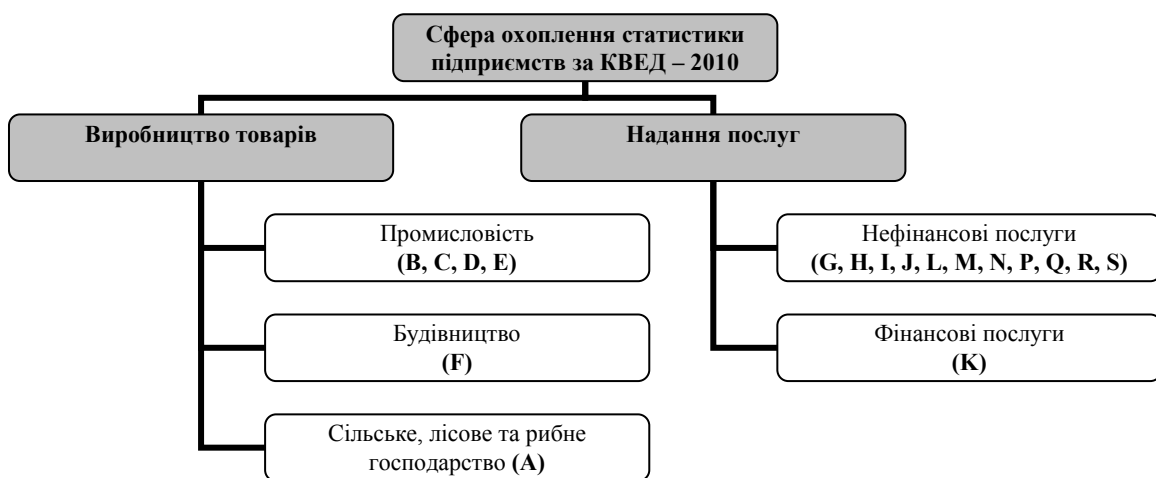 Сфера охоплення статистики
підприємств за КВЕД – 2010
Виробництво товарів
Надання послуг
Промисловість
(B, C, D, E)
Будівництво
(F)
Сільське, лісове та рибне
господарство (A)
Нефінансові послуги
(G, H, I, J, L, M, N, P, Q, R, S)
Фінансові послуги
(K)